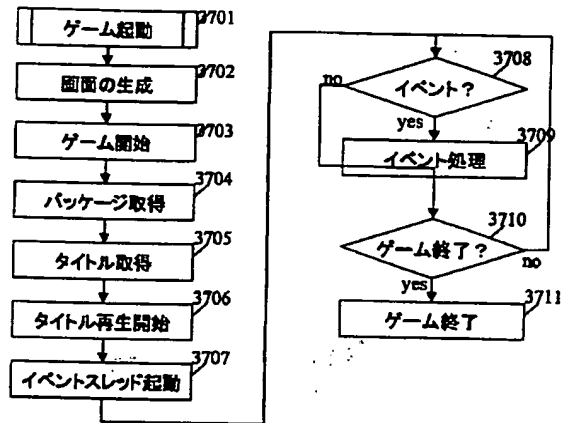 ゲーム起動
3701
画面の生成
3702
ゲーム開始
3703
パッケージ取得
3704
タイトル取得
3705
タイトル再生開始
3706
イベントスレッド起動
3707
イベント?
3708
no
yes
イベント処理
3709
ゲーム終了?
3710
no
yes
ゲーム終了
3711